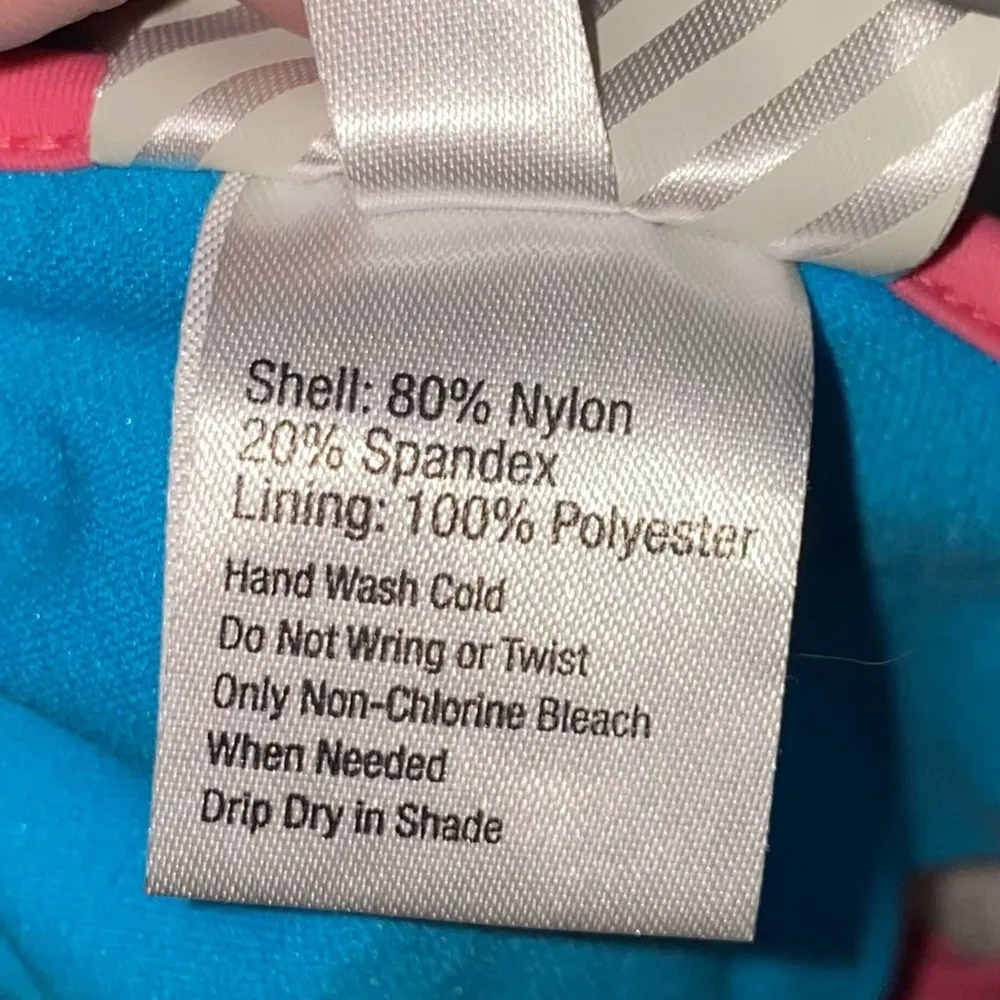 Shell: 80% Nylon
20% Spandex
Lining: 100% Polyester
Hand Wash Cold
Do Not Wring or Twist
Only Non-Chlorine Bleach
When Needed
Drip Dry in Shade